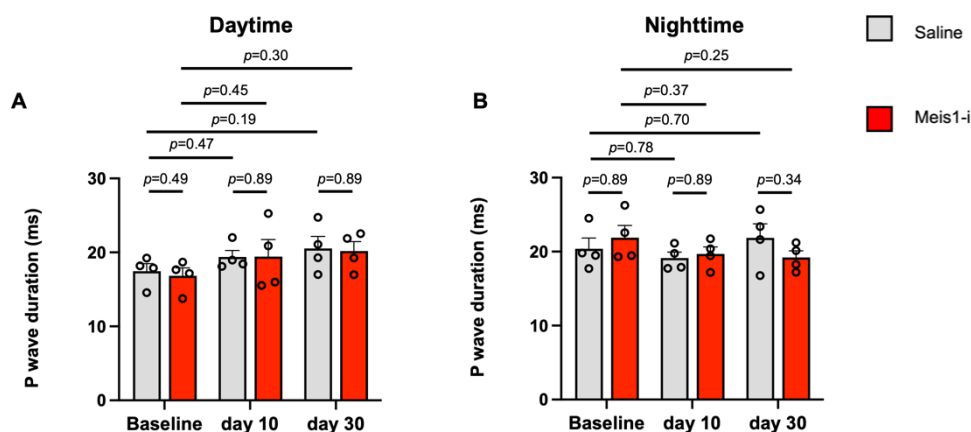 Daytime
Nighttime
Saline
Meis1-i
A
p=0.30
p=0.45
p=0.19
p=0.47
p=0.49
p=0.89
p=0.89
P wave duration (ms)
30
20
10
0
Baseline
day 10
day 30
B
p=0.25
p=0.37
p=0.70
p=0.78
p=0.89
p=0.89
p=0.34
P wave duration (ms)
30
20
10
0
Baseline
day 10
day 30